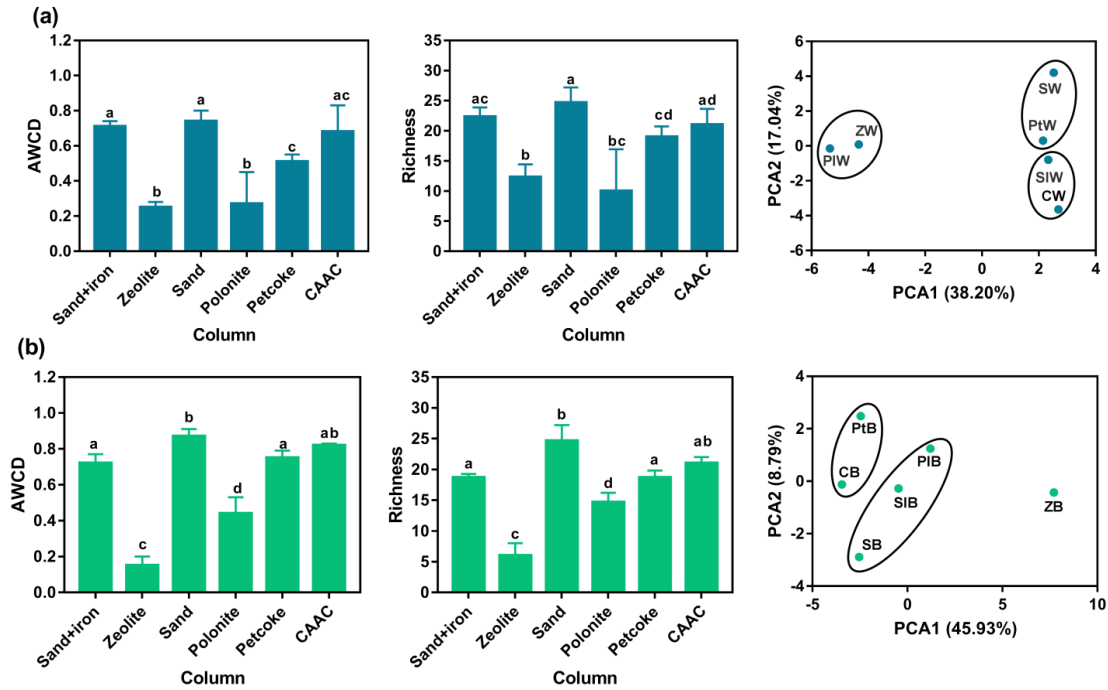 (a)
AWCD
1.2
1.0
0.8
0.6
0.4
0.2
0.0
a
b
a
b
c
ac
Sand+iron
Zeolite
Sand
Polonite
Petcoke
CAAC
Column
Richness
35
30
25
20
15
10
5
0
ac
b
a
bc
cd
ad
Sand+iron
Zeolite
Sand
Polonite
Petcoke
CAAC
Column
PCA2 (17.04%)
6
4
2
0
-2
-4
-6
SW
PtW
SIW
CW
ZW
PIW
-6
-4
-2
0
2
4
PCA1 (38.20%)
(b)
AWCD
1.2
1.0
0.8
0.6
0.4
0.2
0.0
a
c
b
d
a
ab
Sand+iron
Zeolite
Sand
Polonite
Petcoke
CAAC
Column
Richness
35
30
25
20
15
10
5
0
a
c
b
d
a
ab
Sand+iron
Zeolite
Sand
Polonite
Petcoke
CAAC
Column
PCA2 (8.79%)
4
2
0
-2
-4
PtB
CB
PIB
SIB
SB
ZB
-5
0
5
10
PCA1 (45.93%)